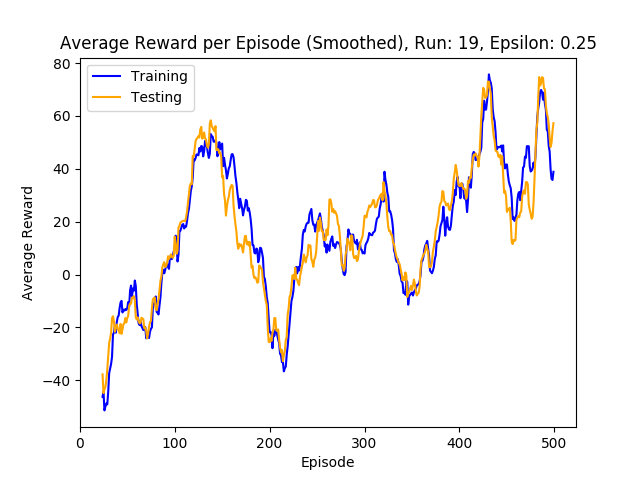 Average Reward per Episode (Smoothed), Run: 19, Epsilon: 0.25
Training
Testing
Average Reward
80
60
40
20
0
−20
−40
0 100 200 300 400 500
Episode